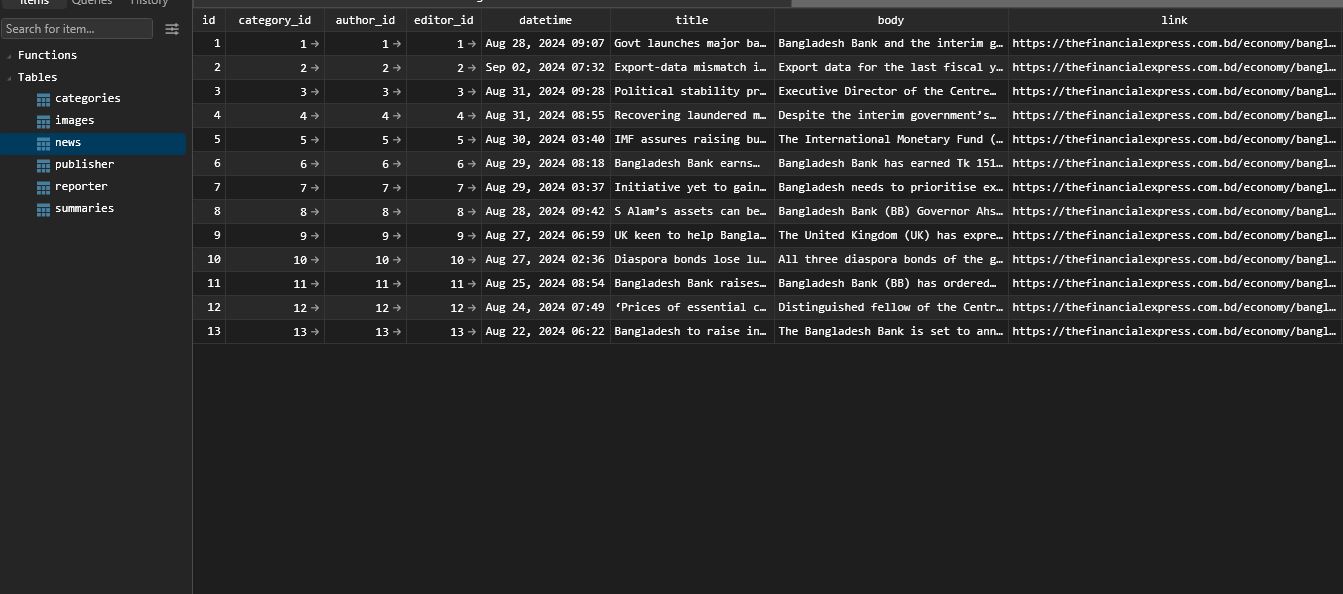 Items Queries History
Search for item...
Functions
Tables
categories
images
news
publisher
reporter
summaries
id category_id author_id editor_id datetime title body link
1 1 → 1 → 1 → Aug 28, 2024 09:07 Govt launches major ba… Bangladesh Bank and the interim g… https://thefinancialexpress.com.bd/economy/bangl…
2 2 → 2 → 2 → Sep 02, 2024 07:32 Export-data mismatch i… Export data for the last fiscal y… https://thefinancialexpress.com.bd/economy/bangl…
3 3 → 3 → 3 → Aug 31, 2024 09:28 Political stability pr… Executive Director of the Centre… https://thefinancialexpress.com.bd/economy/bangl…
4 4 → 4 → 4 → Aug 31, 2024 08:55 Recovering laundered m… Despite the interim government’s… https://thefinancialexpress.com.bd/economy/bangl…
5 5 → 5 → 5 → Aug 30, 2024 03:40 IMF assures raising bu… The International Monetary Fund (… https://thefinancialexpress.com.bd/economy/bangl…
6 6 → 6 → 6 → Aug 29, 2024 08:18 Bangladesh Bank earns… Bangladesh Bank has earned Tk 151… https://thefinancialexpress.com.bd/economy/bangl…
7 7 → 7 → 7 → Aug 29, 2024 03:37 Initiative yet to gain… Bangladesh needs to prioritise ex… https://thefinancialexpress.com.bd/economy/bangl…
8 8 → 8 → 8 → Aug 28, 2024 09:42 S Alam’s assets can be… Bangladesh Bank (BB) Governor Ahs… https://thefinancialexpress.com.bd/economy/bangl…
9 9 → 9 → 9 → Aug 27, 2024 06:59 UK keen to help Bangla… The United Kingdom (UK) has expre… https://thefinancialexpress.com.bd/economy/bangl…
10 10 → 10 → 10 → Aug 27, 2024 02:36 Diaspora bonds lose lu… All three diaspora bonds of the g… https://thefinancialexpress.com.bd/economy/bangl…
11 11 → 11 → 11 → Aug 25, 2024 08:54 Bangladesh Bank raises… Bangladesh Bank (BB) has ordered… https://thefinancialexpress.com.bd/economy/bangl…
12 12 → 12 → 12 → Aug 24, 2024 07:49 ‘Prices of essential c… Distinguished fellow of the Centr… https://thefinancialexpress.com.bd/economy/bangl…
13 13 → 13 → 13 → Aug 22, 2024 06:22 Bangladesh to raise in… The Bangladesh Bank is set to ann… https://thefinancialexpress.com.bd/economy/bangl…